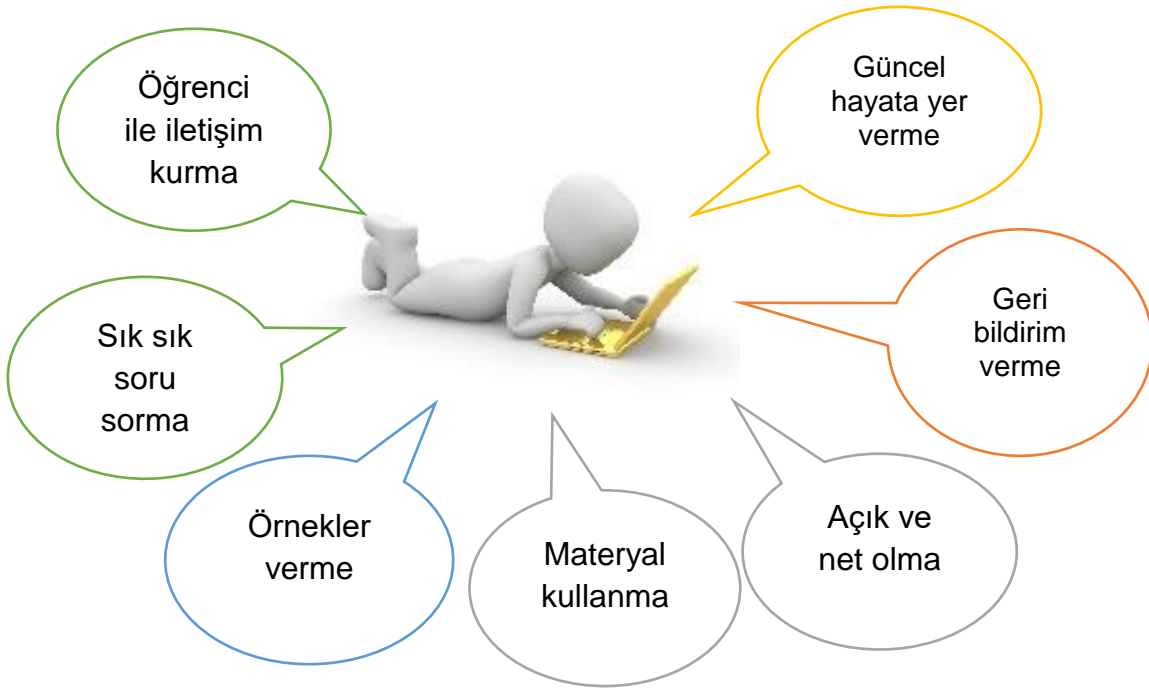 Öğrenci
ile iletişim
kurma
Güncel
hayata yer
verme
Sık sık
soru
sorma
Geri
bildirim
verme
Örnekler
verme
Materyal
kullanma
Açık ve
net olma